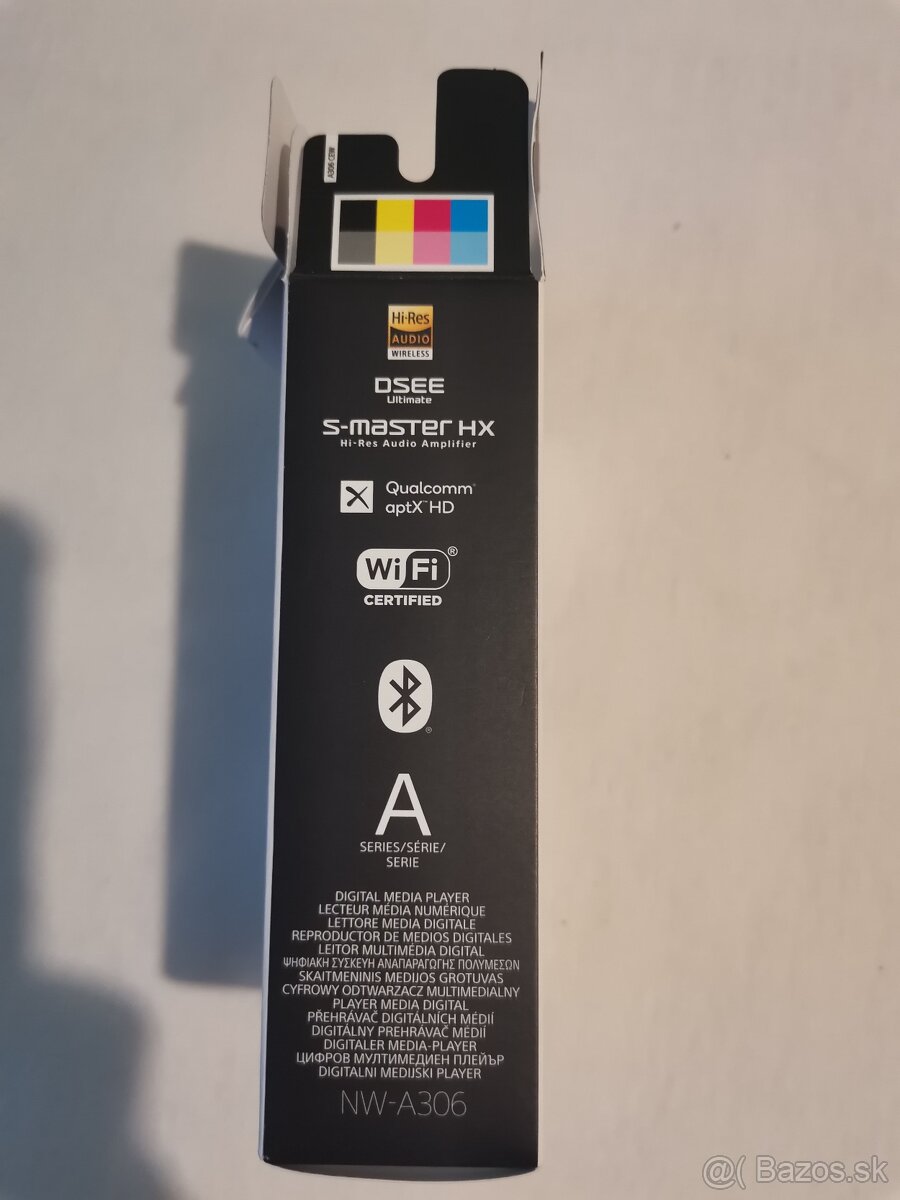 A306-CEW
Hi-Res
AUDIO
WIRELESS
DSEE
Ultimate
S-MASTER HX
Hi-Res Audio Amplifier
Qualcomm®
aptX™ HD
Wi Fi®
CERTIFIED
®
A
SERIES/SÉRIE/
SERIE
DIGITAL MEDIA PLAYER
LECTEUR MÉDIA NUMÉRIQUE
LETTORE MEDIA DIGITALE
REPRODUCTOR DE MEDIOS DIGITALES
LEITOR MULTIMÉDIA DIGITAL
ΨΗΦΙΑΚΗ ΣΥΣΚΕΥΗ ΑΝΑΠΑΡΑΓΩΓΗΣ ΠΟΛΥΜΕΣΩΝ
SKAITMENINIS MEDIJOS GROTUVAS
CYFROWY ODTWARZACZ MULTIMEDIALNY
PLAYER MEDIA DIGITAL
PŘEHRÁVAČ DIGITÁLNÍCH MÉDIÍ
DIGITÁLNY PREHRÁVAČ MÉDIÍ
DIGITALER MEDIA-PLAYER
ЦИФРОВ МУЛТИМЕДИЕН ПЛЕЙЪР
DIGITALNI MEDIJSKI PLAYER
NW-A306
@( Bazos.sk